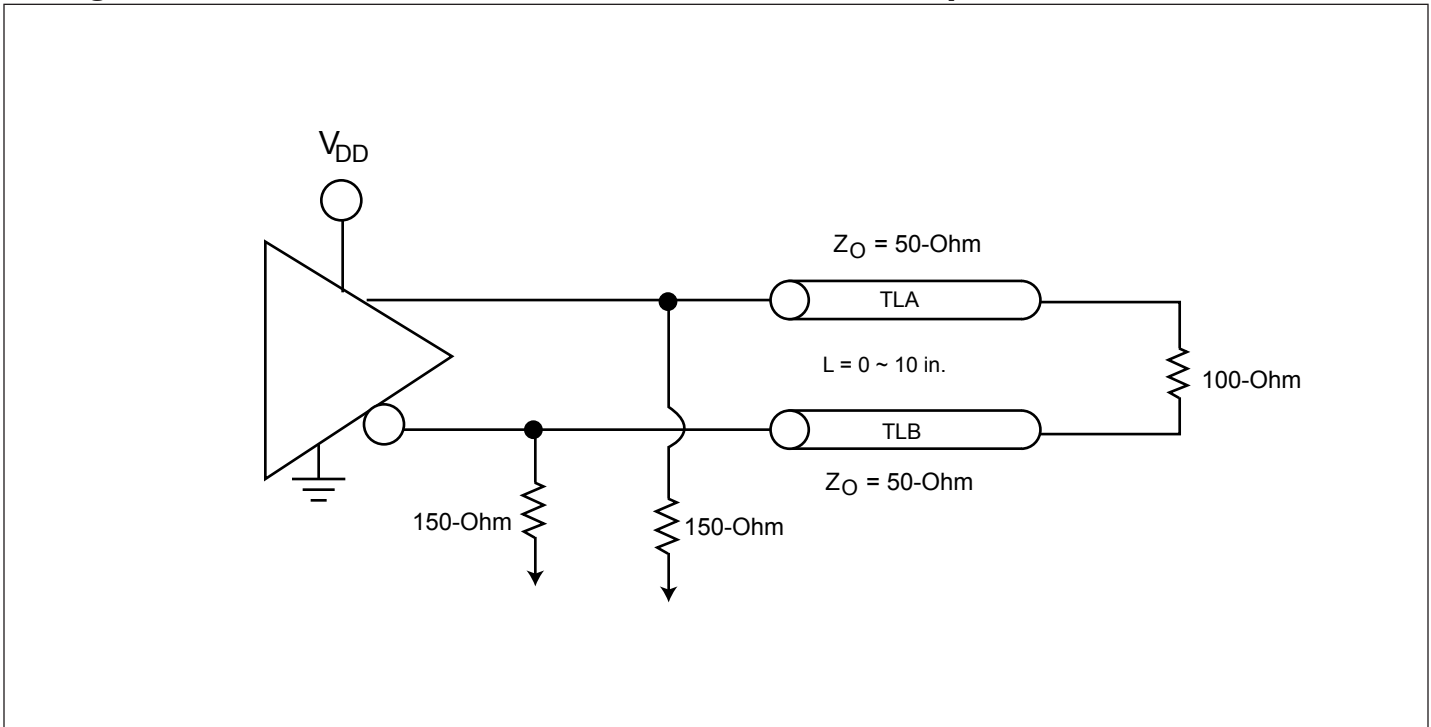 V_DD
Z_O = 50-Ohm
TLA
L = 0 ~ 10 in.
100-Ohm
TLB
Z_O = 50-Ohm
150-Ohm
150-Ohm